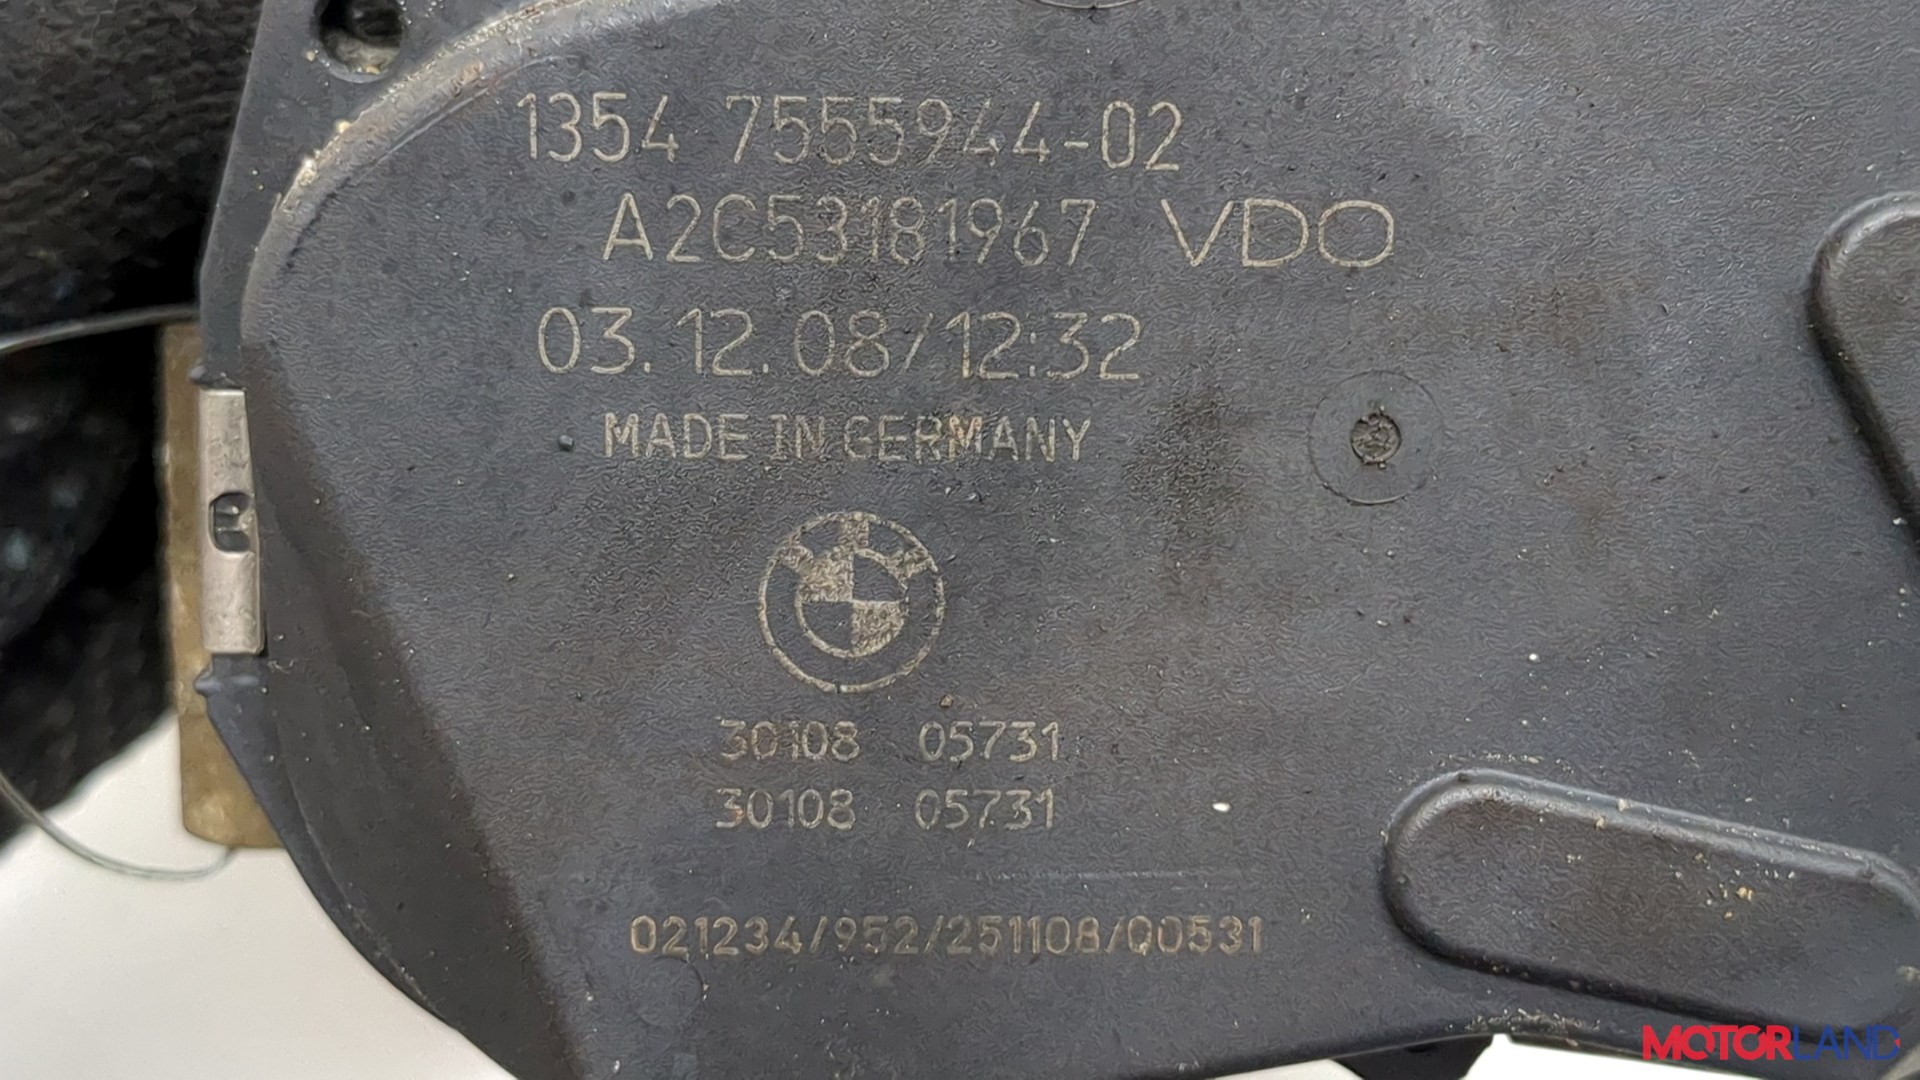 1354 7555944-02
A2C53181967 VDO
03.12.08/12:32
MADE IN GERMANY
30108 05731
30108 05731
021234/952/251108/00531
MOTORLAND